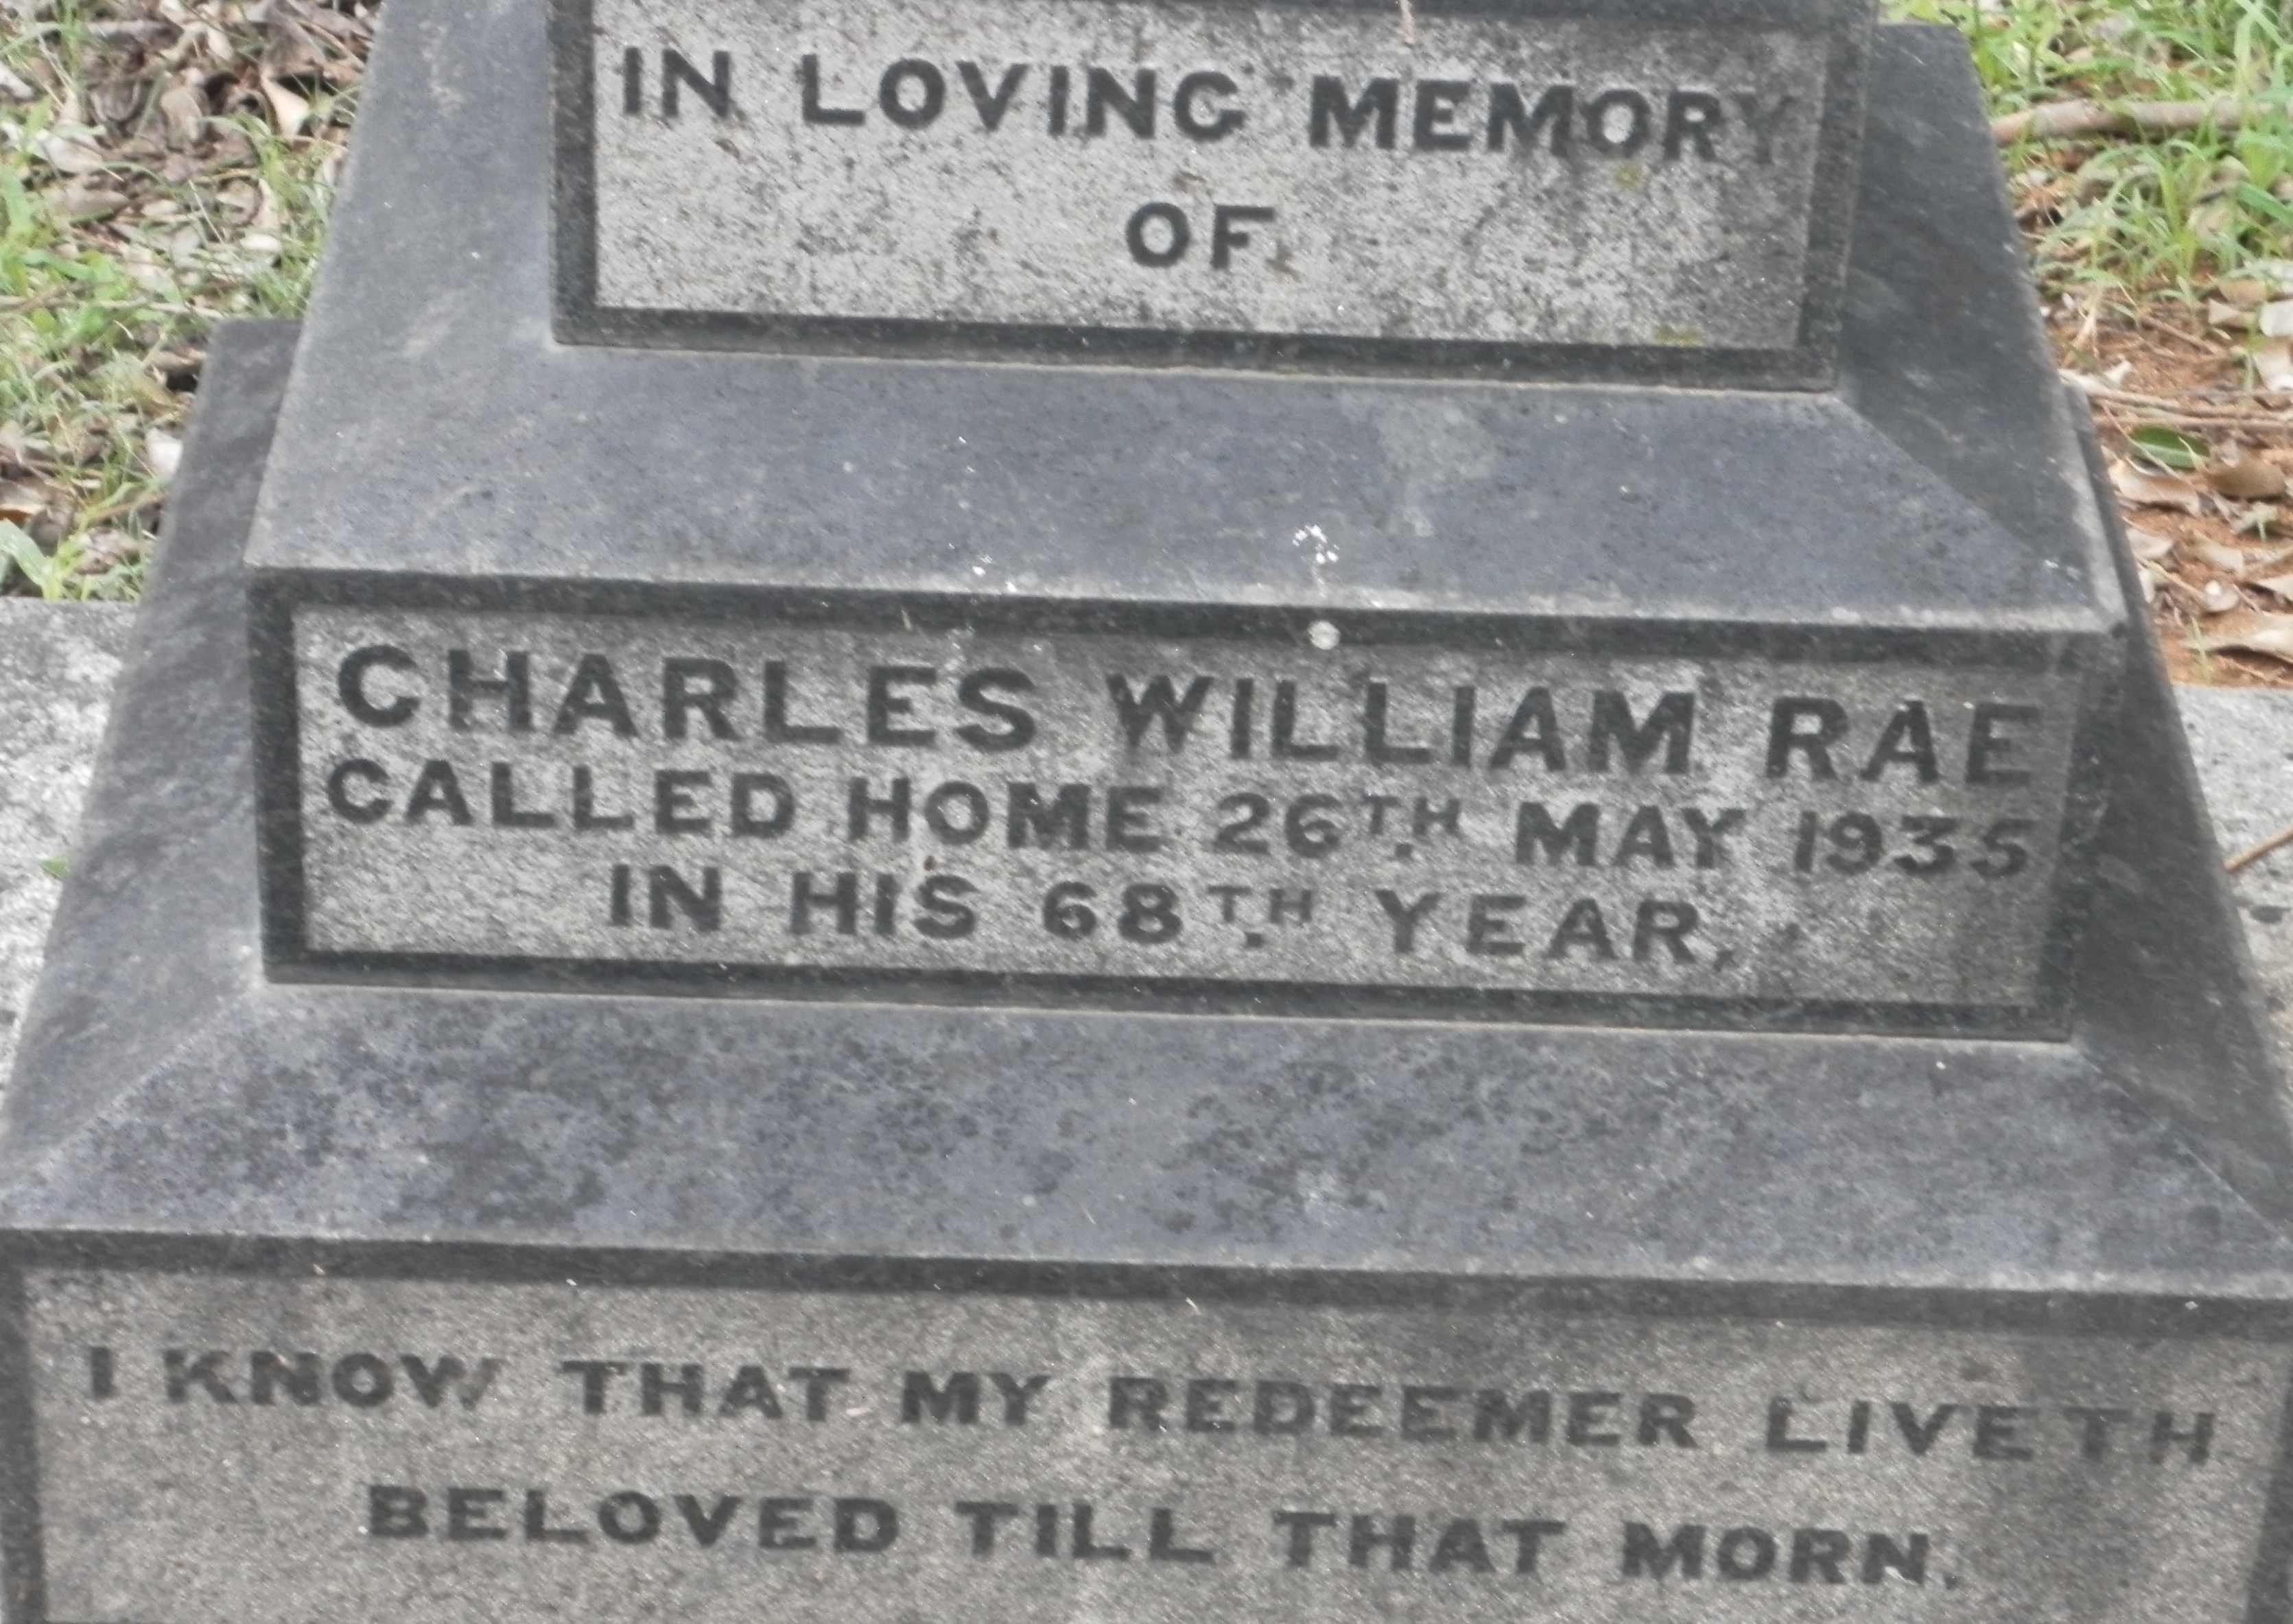 IN LOVING MEMORY
OF
CHARLES WILLIAM RAE
CALLED HOME 26TH MAY 1935
IN HIS 68TH YEAR,
I KNOW THAT MY REDEEMER LIVETH
BELOVED TILL THAT MORN.